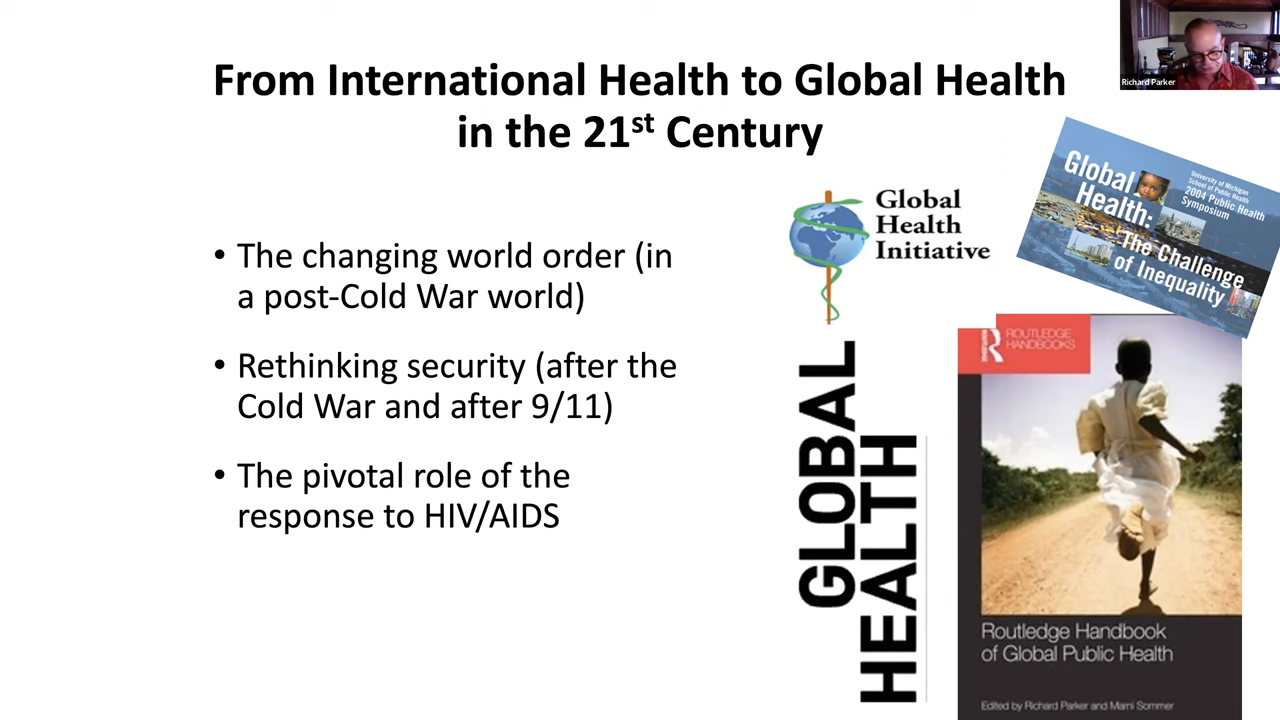 From International Health to Global Health
in the 21st Century
Richard Parker
• The changing world order (in
a post-Cold War world)
• Rethinking security (after the
Cold War and after 9/11)
• The pivotal role of the
response to HIV/AIDS
Global
Health
Initiative
Global
Health:
The Challenge
of Inequality
University of Michigan
School of Public Health
2004 Public Health
Symposium
GLOBAL
HEALTH
ROUTLEDGE
HANDBOOKS
ROUTLEDGE
Routledge Handbook
of Global Public Health
Edited by Richard Parker and Marni Sommer